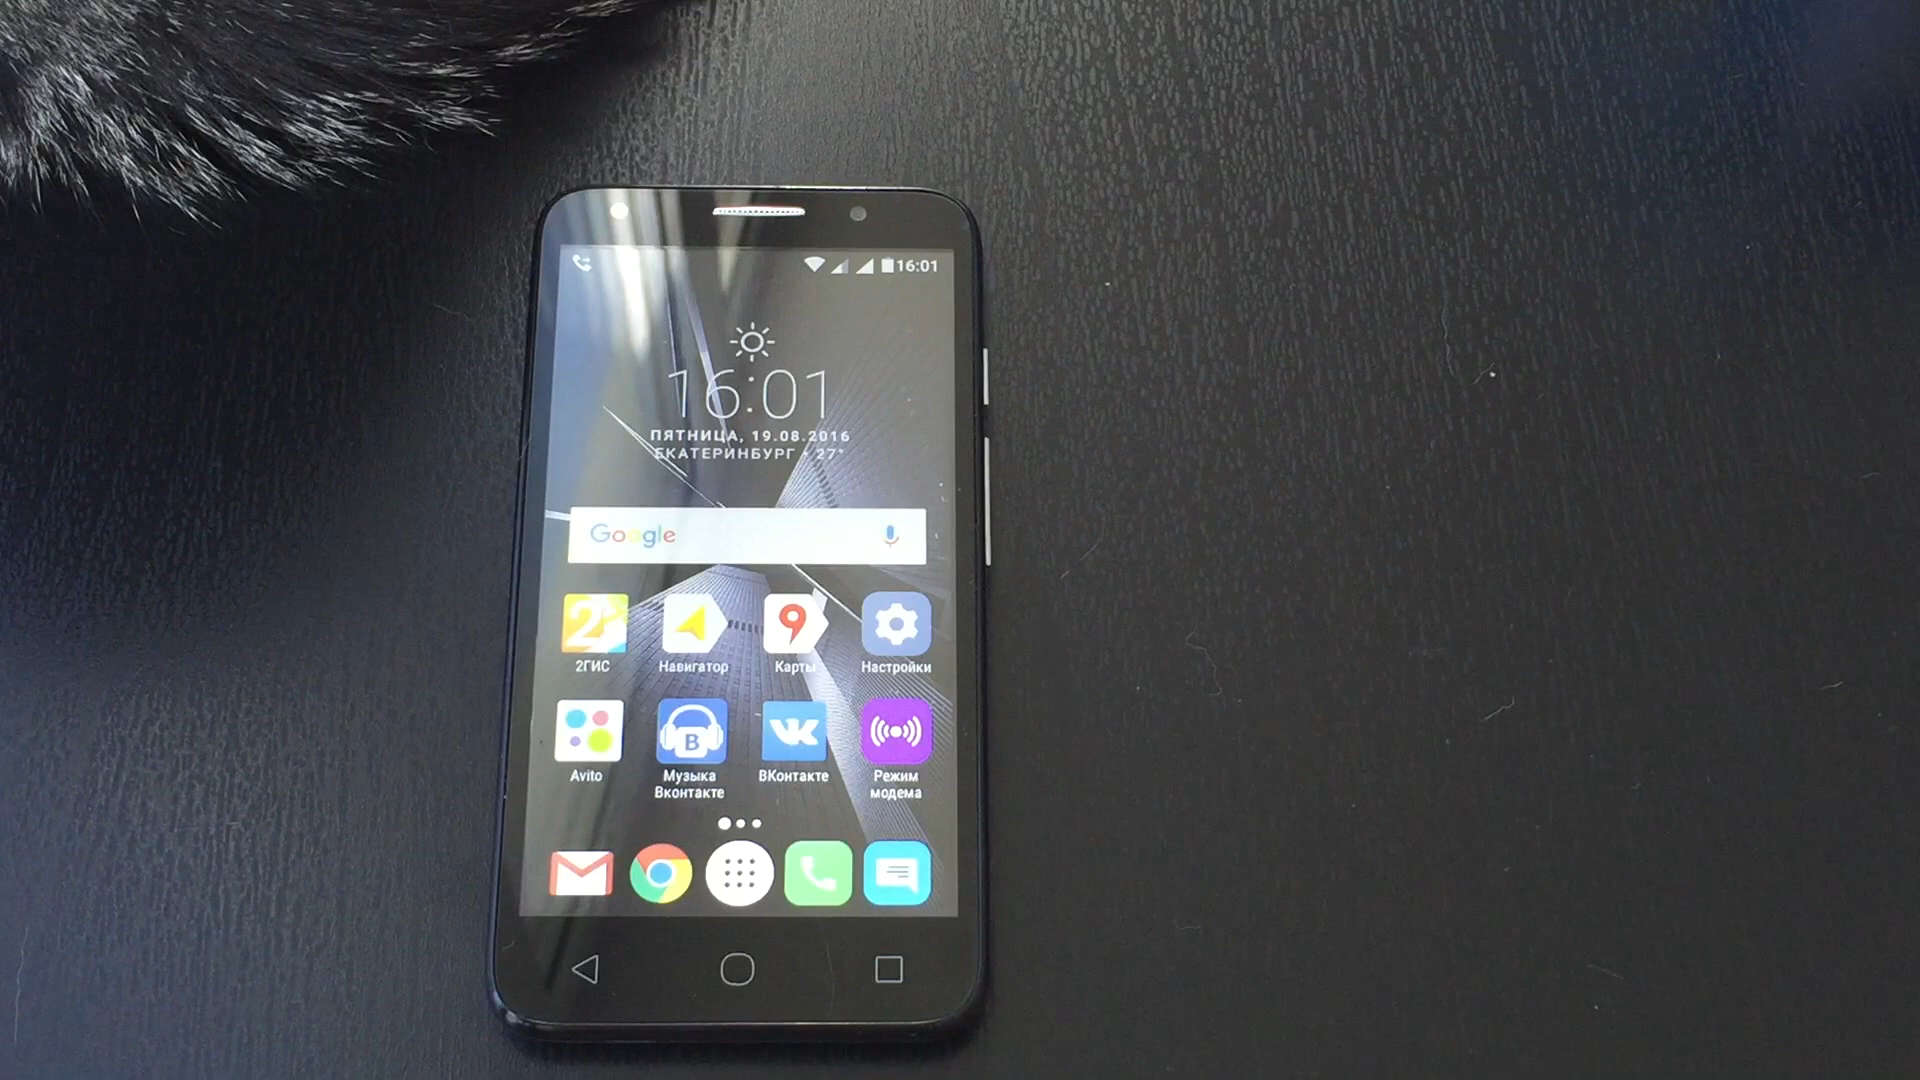 16:01
16:01
ПЯТНИЦА, 19.08.2016
ЕКАТЕРИНБУРГ · 27°
Google
2ГИС
Навигатор
Карты
Настройки
В
VK
Avito
Музыка Вконтакте
ВКонтакте
Режим модема